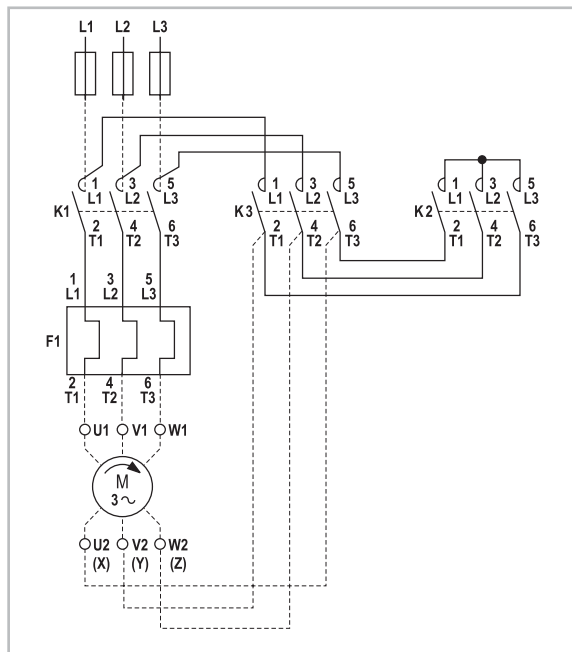 L1 L2 L3
1 3 5 1 3 5 1 3 5
L1 L2 L3 L1 L2 L3 L1 L2 L3
K1 K3 K2
2 4 6 2 4 6 2 4 6
T1 T2 T3 T1 T2 T3 T1 T2 T3
1 3 5
L1 L2 L3
F1
2 4 6
T1 T2 T3
U1 V1 W1
M
3 ~
U2 V2 W2
(X) (Y) (Z)